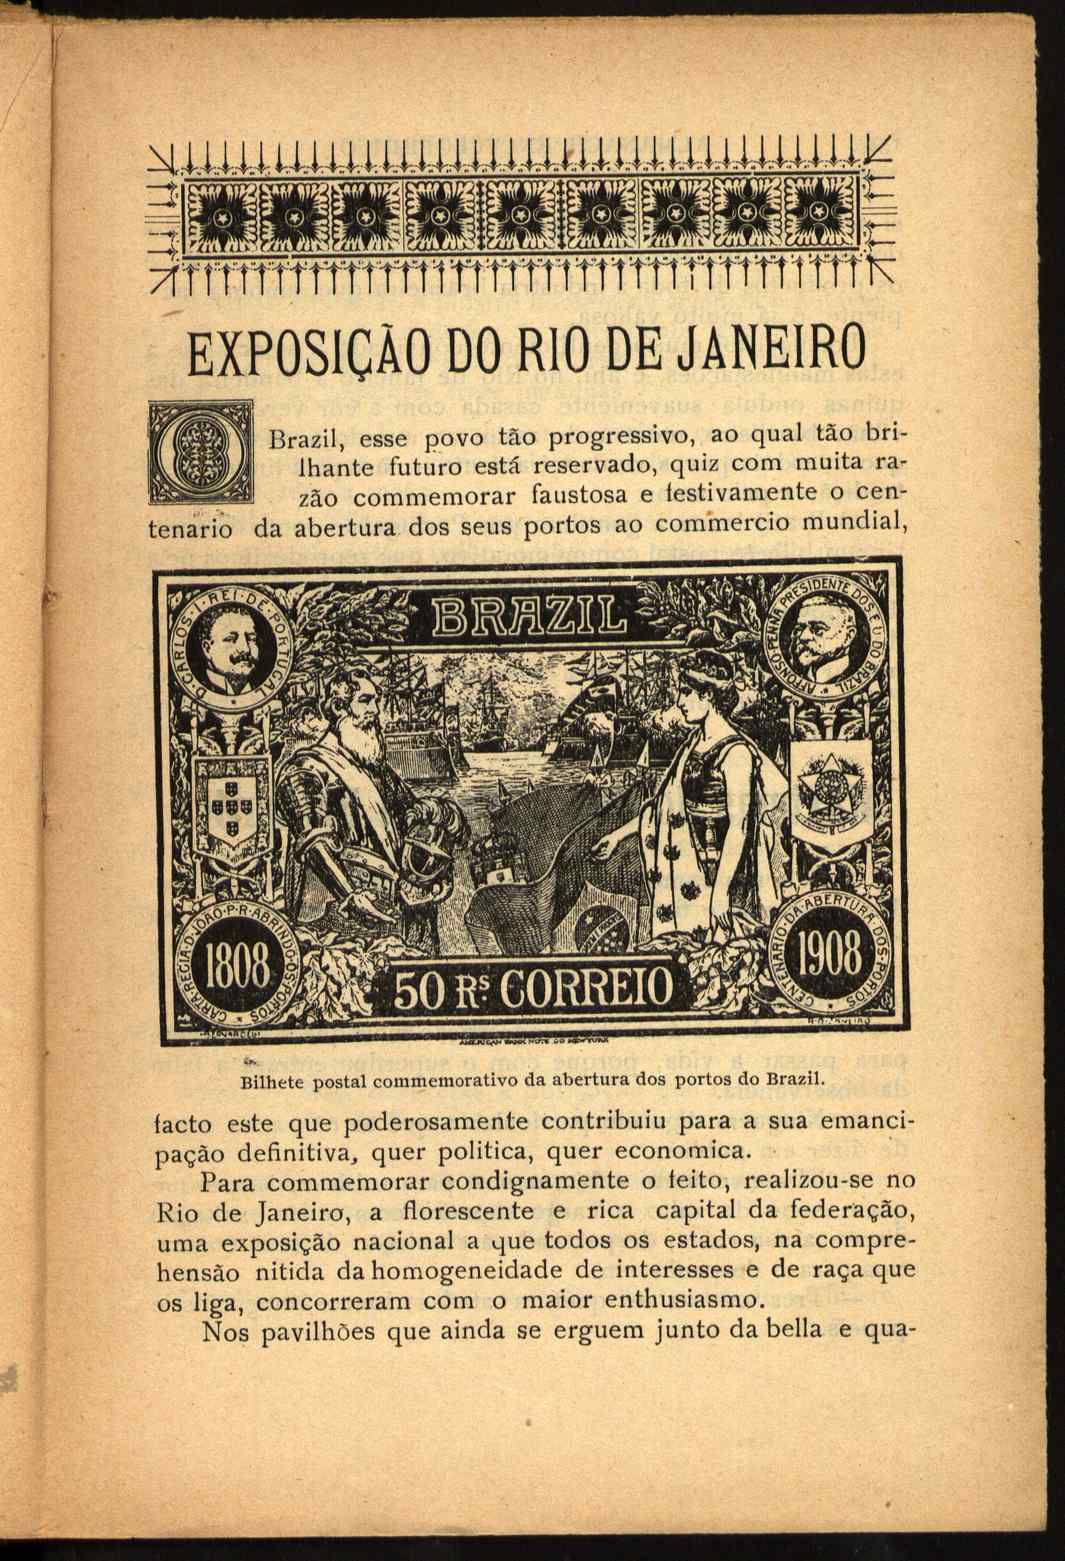 EXPOSIÇÃO DO RIO DE JANEIRO
O Brazil, esse povo tão progressivo, ao qual tão bri-
lhante futuro está reservado, quiz com muita ra-
zão commemorar faustosa e festivamente o cen-
tenario da abertura dos seus portos ao commercio mundial,
BRAZIL
D·CARLOS·I·REI·DE·PORTUGAL
AFFONSO·PENNA PRESIDENTE DOS E U DO BRAZIL
CARTA·REGIA·D·JOÃO·P·R·ABRINDO·OS·PORTOS
1808
CENTENARIO·DA·ABERTURA·DOS·PORTOS
1908
50 Rs. CORREIO
AMERICAN BANK NOTE CO NEW YORK
Bilhete postal commemorativo da abertura dos portos do Brazil.
facto este que poderosamente contribuiu para a sua emanci-
pação definitiva, quer politica, quer economica.
Para commemorar condignamente o feito, realizou-se no
Rio de Janeiro, a florescente e rica capital da federação,
uma exposição nacional a que todos os estados, na compre-
hensão nitida da homogeneidade de interesses e de raça que
os liga, concorreram com o maior enthusiasmo.
Nos pavilhões que ainda se erguem junto da bella e qua-